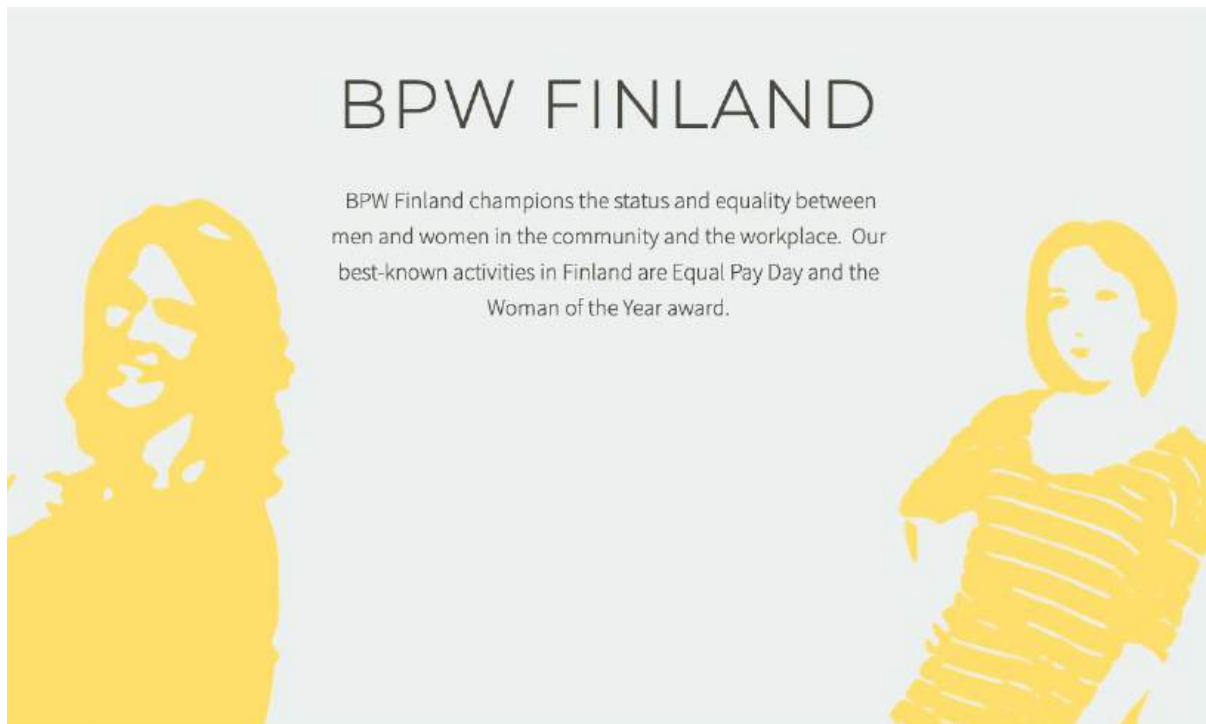 BPW FINLAND
BPW Finland champions the status and equality between
men and women in the community and the workplace.  Our
best-known activities in Finland are Equal Pay Day and the
Woman of the Year award.